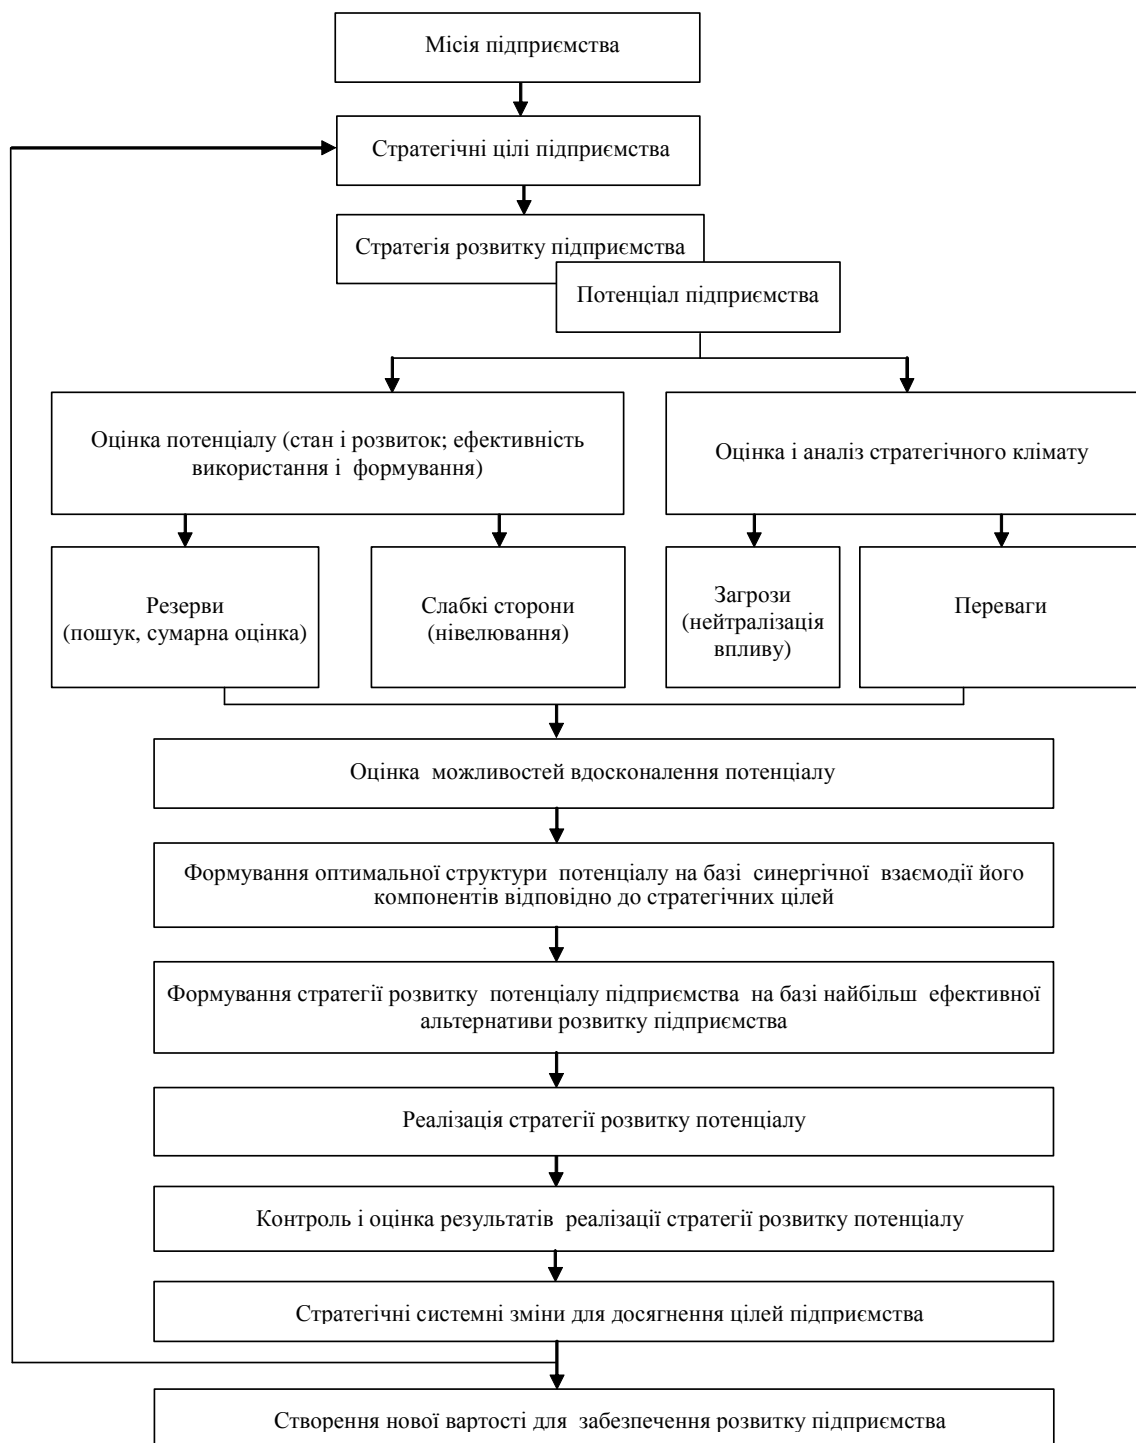 Місія підприємства
Стратегічні цілі підприємства
Стратегія розвитку підприємства
Потенціал підприємства
Оцінка потенціалу (стан і розвиток; ефективність
використання і формування)
Оцінка і аналіз стратегічного клімату
Резерви
(пошук, сумарна оцінка)
Слабкі сторони
(нівелювання)
Загрози
(нейтралізація
впливу)
Переваги
Оцінка можливостей вдосконалення потенціалу
Формування оптимальної структури потенціалу на базі синергічної взаємодії його
компонентів відповідно до стратегічних цілей
Формування стратегії розвитку потенціалу підприємства на базі найбільш ефективної
альтернативи розвитку підприємства
Реалізація стратегії розвитку потенціалу
Контроль і оцінка результатів реалізації стратегії розвитку потенціалу
Стратегічні системні зміни для досягнення цілей підприємства
Створення нової вартості для забезпечення розвитку підприємства